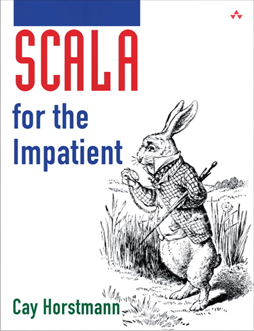 SCALA
for the
Impatient
Cay Horstmann